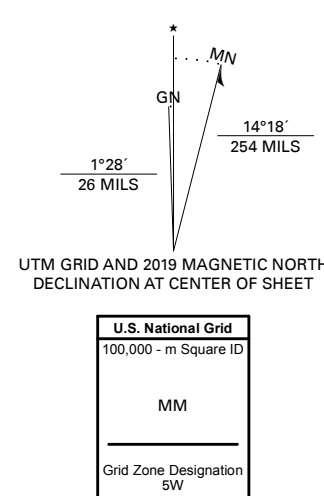 ★
MN
GN
14°18´
254 MILS
1°28´
26 MILS
UTM GRID AND 2019 MAGNETIC NORTH
DECLINATION AT CENTER OF SHEET
U.S. National Grid
100,000 - m Square ID
MM
Grid Zone Designation
5W